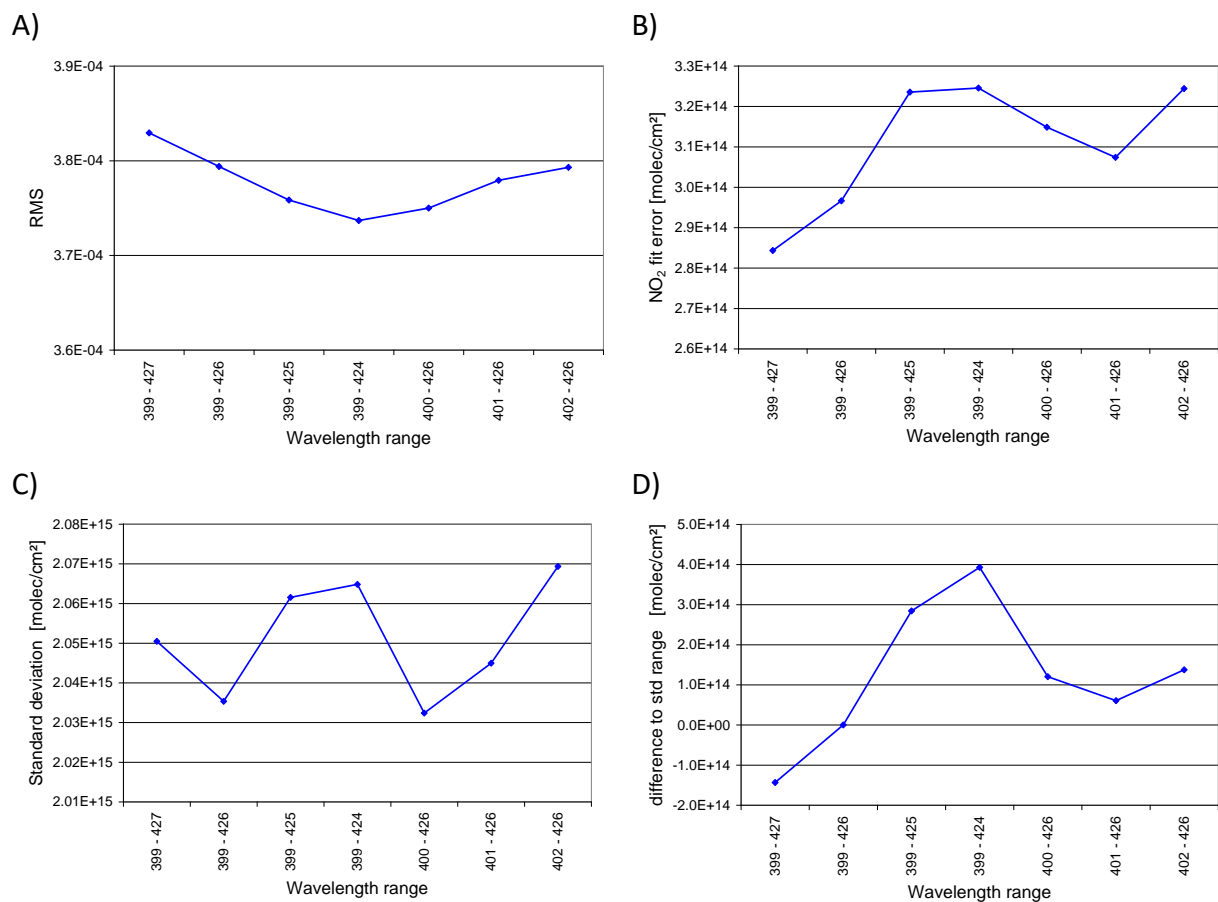 A)
3.9E-04
3.8E-04
3.7E-04
3.6E-04
RMS
399 - 427
399 - 426
399 - 425
399 - 424
400 - 426
401 - 426
402 - 426
Wavelength range
B)
3.3E+14
3.2E+14
3.1E+14
3.0E+14
2.9E+14
2.8E+14
2.7E+14
2.6E+14
NO₂ fit error [molec/cm²]
399 - 427
399 - 426
399 - 425
399 - 424
400 - 426
401 - 426
402 - 426
Wavelength range
C)
2.08E+15
2.07E+15
2.06E+15
2.05E+15
2.04E+15
2.03E+15
2.02E+15
2.01E+15
Standard deviation [molec/cm²]
399 - 427
399 - 426
399 - 425
399 - 424
400 - 426
401 - 426
402 - 426
Wavelength range
D)
5.0E+14
4.0E+14
3.0E+14
2.0E+14
1.0E+14
0.0E+00
-1.0E+14
-2.0E+14
difference to std range [molec/cm²]
399 - 427
399 - 426
399 - 425
399 - 424
400 - 426
401 - 426
402 - 426
Wavelength range